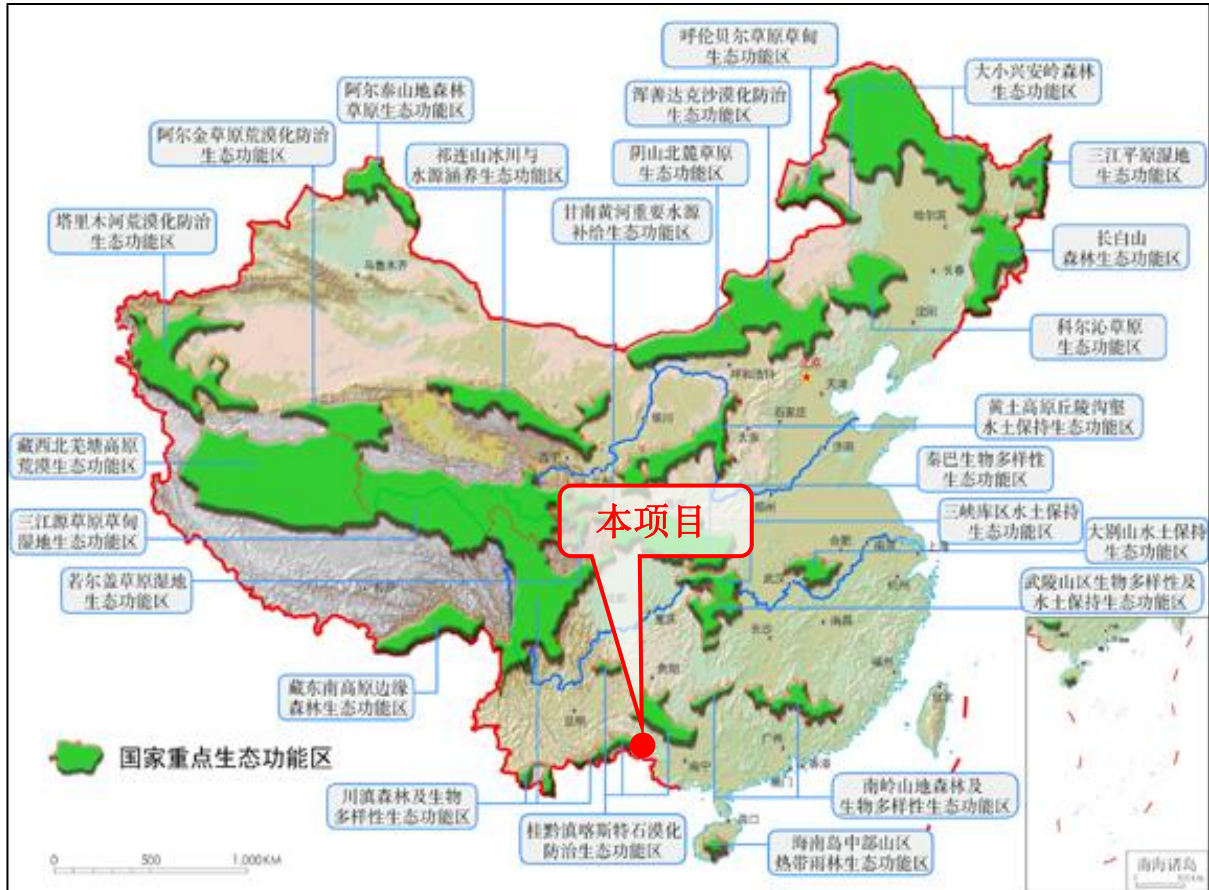 呼伦贝尔草原草甸
生态功能区
大小兴安岭森林
生态功能区
阿尔泰山地森林
草原生态功能区
浑善达克沙漠化防治
生态功能区
阿尔金草原荒漠化防治
生态功能区
祁连山冰川与
水源涵养生态功能区
阴山北麓草原
生态功能区
三江平原湿地
生态功能区
塔里木河荒漠化防治
生态功能区
甘南黄河重要水源
补给生态功能区
长白山
森林生态功能区
哈尔滨
乌鲁木齐
长春
沈阳
科尔沁草原
生态功能区
呼和浩特
北京
天津
石家庄
银川
太原
济南
黄土高原丘陵沟壑
水土保持生态功能区
藏西北羌塘高原
荒漠生态功能区
西宁
秦巴生物多样性
生态功能区
本项目
三峡库区水土保持
生态功能区
大别山水土保持
生态功能区
三江源草原草甸
湿地生态功能区
合肥
南京
上海
武汉
杭州
若尔盖草原湿地
生态功能区
武陵山区生物多样性及
水土保持生态功能区
重庆
长沙
南昌
贵阳
福州
台北
藏东南高原边缘
森林生态功能区
昆明
广州
国家重点生态功能区
南宁
香港
澳门
川滇森林及生物
多样性生态功能区
南岭山地森林及
生物多样性生态功能区
桂黔滇喀斯特石漠化
防治生态功能区
海口
海南岛中部山区
热带雨林生态功能区
0 500 1,000KM
南海诸岛